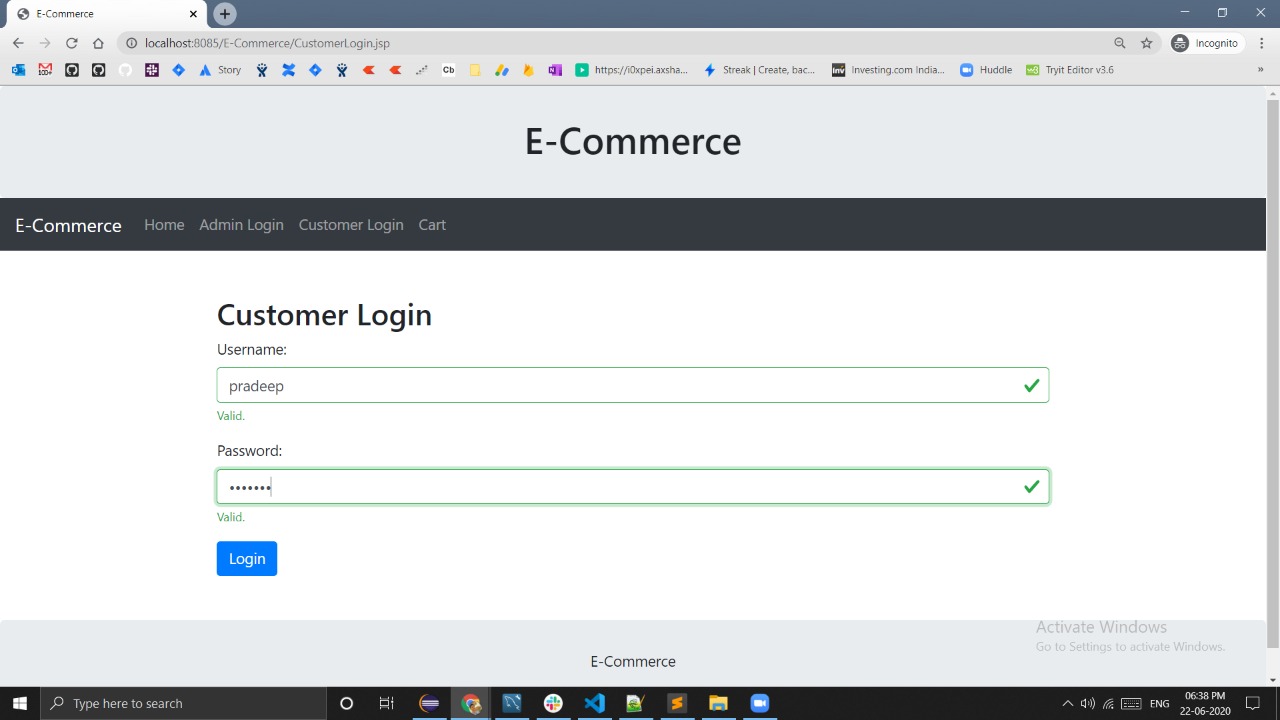 E-Commerce
localhost:8085/E-Commerce/CustomerLogin.jsp
Incognito
Story
Cb
https://i0xpei.axsha...
Streak | Create, bac...
Inv
Investing.com India...
Huddle
Tryit Editor v3.6
»
E-Commerce
E-Commerce
Home
Admin Login
Customer Login
Cart
Customer Login
Username:
pradeep
Valid.
Password:
•••••••
Valid.
Login
Activate Windows
Go to Settings to activate Windows.
E-Commerce
Type here to search
ENG
06:38 PM
22-06-2020